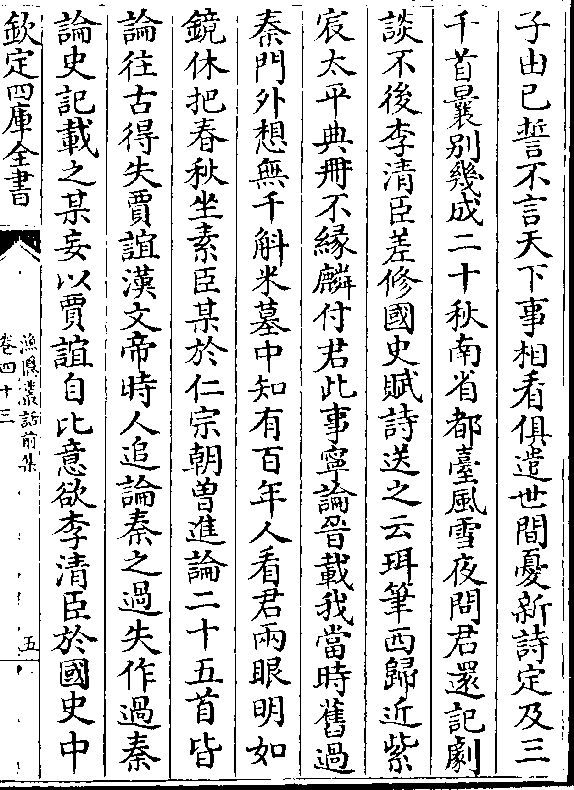 子由己誓不言天下事相看俱遣世間憂新詩定及三
千首曩别幾成二十秋南省都臺風雪夜問君還記劇
談不後李清臣差修國史賦詩送之云珥筆西歸近紫
宸太平典冊不緣麟付君此事寧論晉載我當時舊過
秦門外想無千斛米墓中知有百年人看君兩眼明如
鏡休把春秋坐素臣某於仁宗朝曽進論二十五首皆
論往古得失賈誼漢文帝時人追論秦之過失作過秦
論史記載之某妄以賈誼自比意欲李清臣於國史中
欽定四庫全書
漁隱叢話前集
卷四十三
五